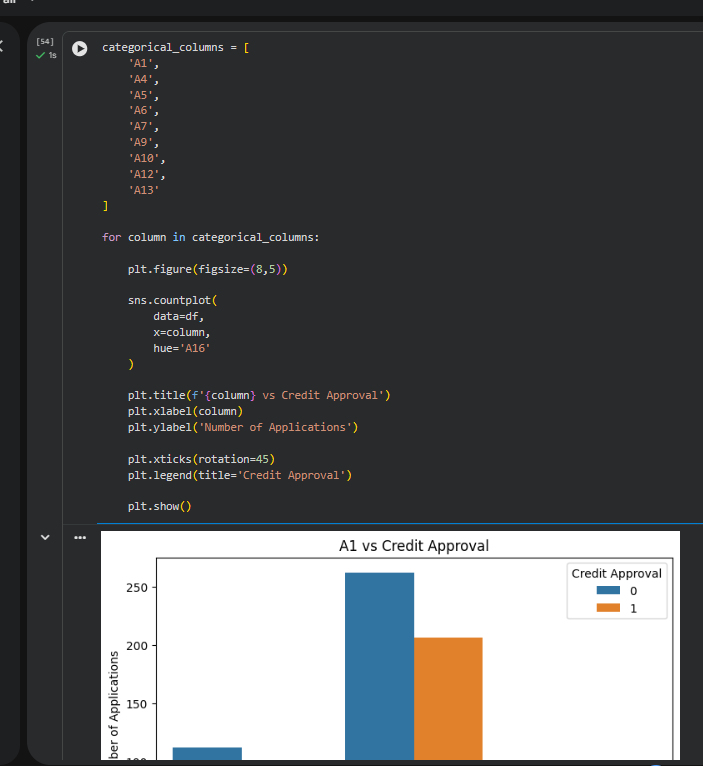 [54]
1s
categorical_columns = [
'A1',
'A4',
'A5',
'A6',
'A7',
'A9',
'A10',
'A12',
'A13'
]
for column in categorical_columns:
plt.figure(figsize=(8,5))
sns.countplot(
data=df,
x=column,
hue='A16'
)
plt.title(f'{column} vs Credit Approval')
plt.xlabel(column)
plt.ylabel('Number of Applications')
plt.xticks(rotation=45)
plt.legend(title='Credit Approval')
plt.show()
A1 vs Credit Approval
Credit Approval
0
1
250
200
150
ber of Applications